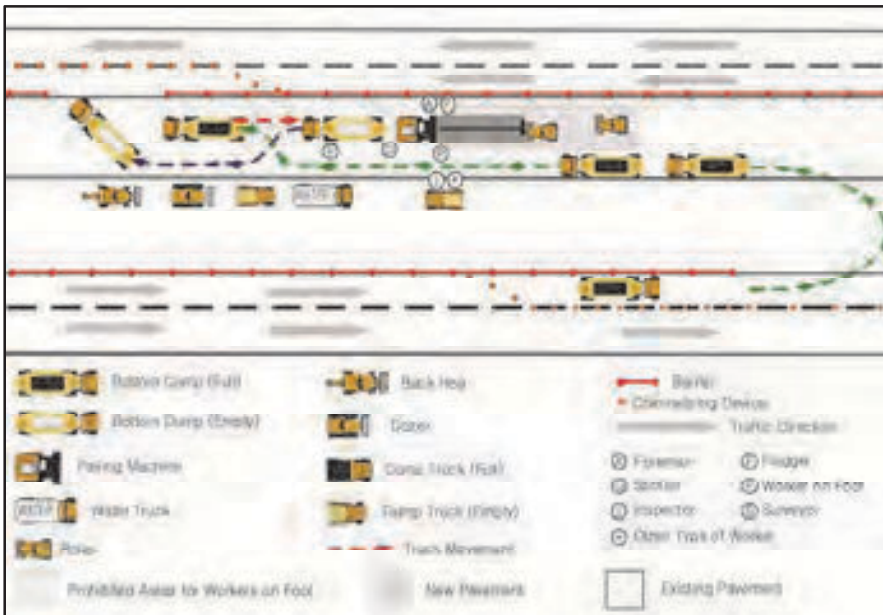 WATER
Bottom Dump (Full)
Back Hoe
Barrier
Channelizing Device
Bottom Dump (Empty)
Dozer
Traffic Direction
Paving Machine
Dump Truck (Full)
Foreman
Flagger
Spotter
Worker on Foot
WATER
Water Truck
Dump Truck (Empty)
Inspector
Surveyor
Other Type of Worker
Roller
Truck Movement
Prohibited Areas for Workers on Foot
New Pavement
Existing Pavement